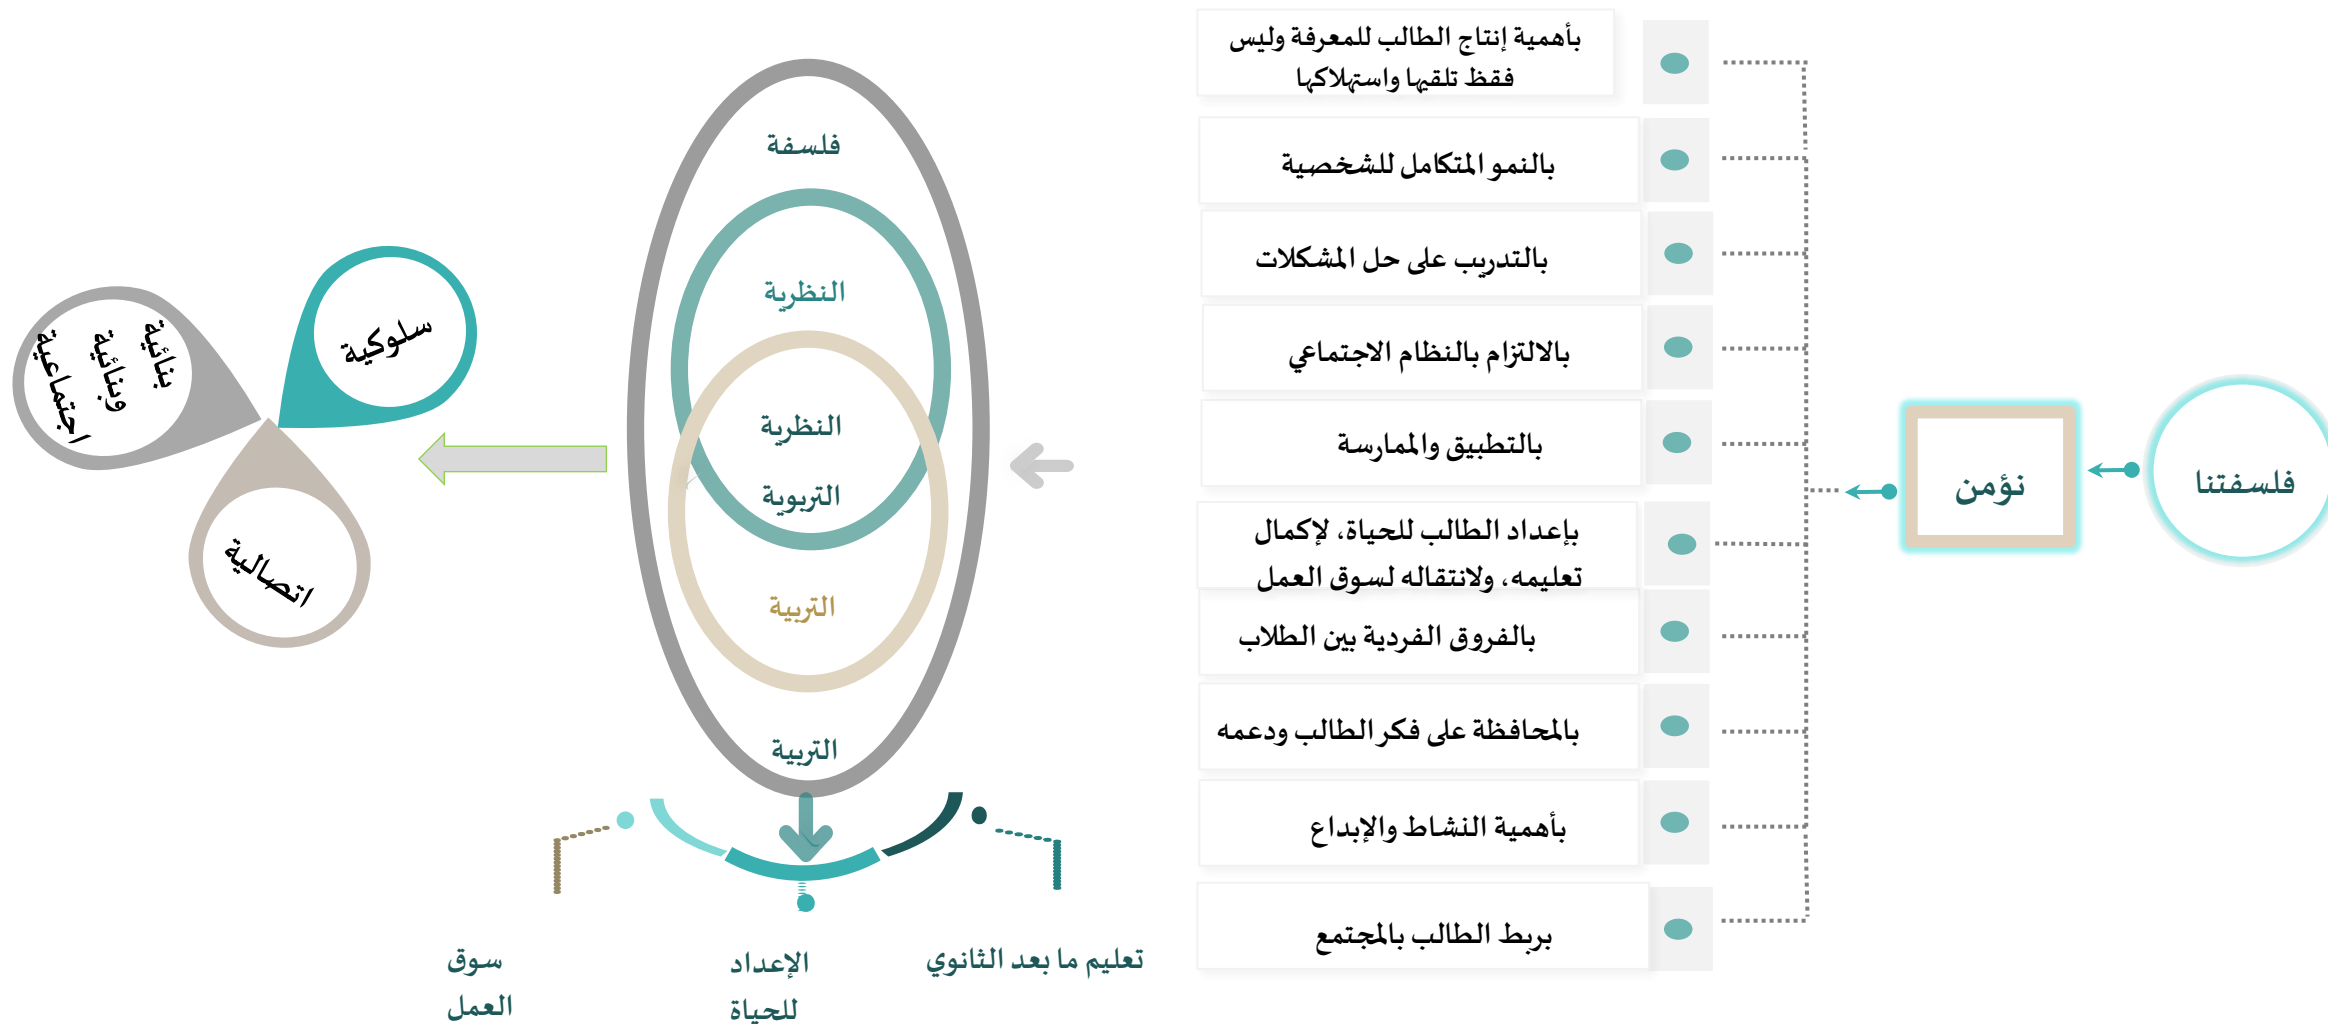 فلسفتنا
نؤمن
بأهمية إنتاج الطالب للمعرفة وليس
فقظ تلقيها واستهلاكها
بالنمو المتكامل للشخصية
بالتدريب على حل المشكلات
بالالتزام بالنظام الاجتماعي
بالتطبيق والممارسة
بإعداد الطالب للحياة، لإكمال
تعليمه، ولانتقاله لسوق العمل
بالفروق الفردية بين الطلاب
بالمحافظة على فكر الطالب ودعمه
بأهمية النشاط والإبداع
بربط الطالب بالمجتمع
فلسفة
النظرية
النظرية
التربوية
التربية
التربية
تعليم ما بعد الثانوي
الإعداد
للحياة
سوق
العمل
سلوكية
بنائية
وبنائية
اجتماعية
اتصالية